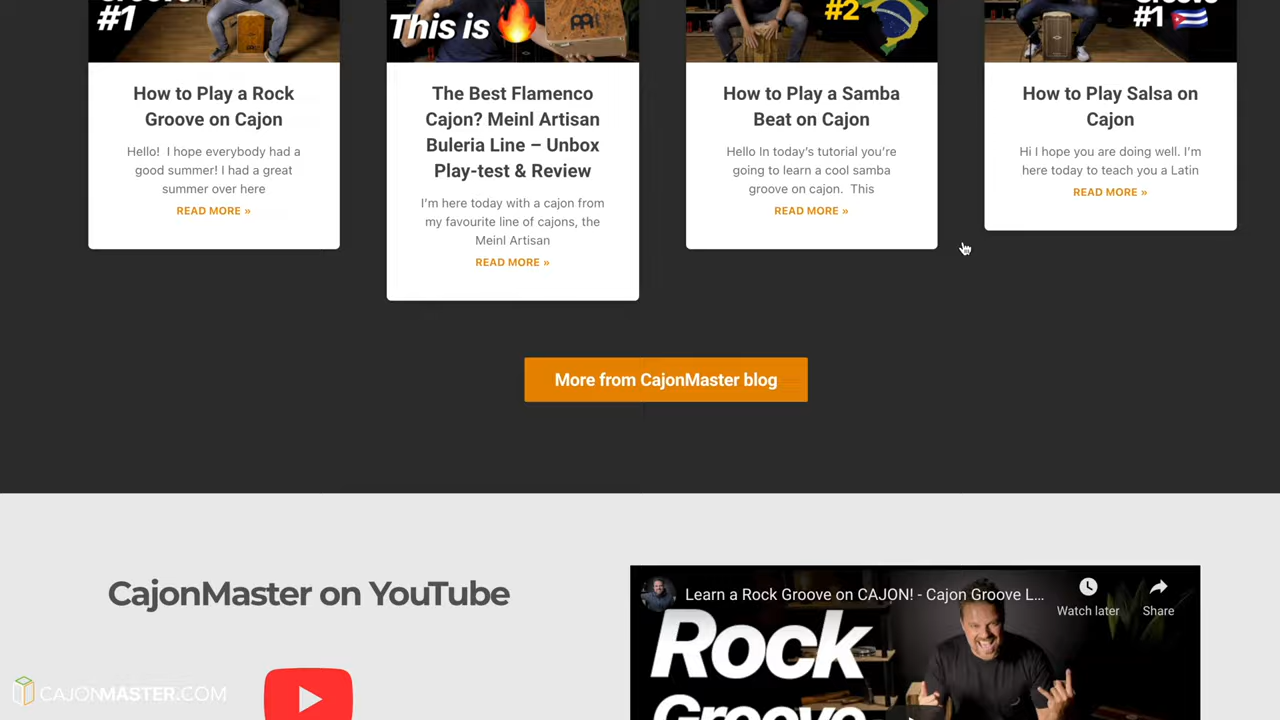 #1
This is
#2
#1
How to Play a Rock
Groove on Cajon
Hello!  I hope everybody had a
good summer! I had a great
summer over here
READ MORE »
The Best Flamenco
Cajon? Meinl Artisan
Buleria Line – Unbox
Play-test & Review
I'm here today with a cajon from
my favourite line of cajons, the
Meinl Artisan
READ MORE »
How to Play a Samba
Beat on Cajon
Hello In today's tutorial you're
going to learn a cool samba
groove on cajon.  This
READ MORE »
How to Play Salsa on
Cajon
Hi I hope you are doing well. I'm
here today to teach you a Latin
READ MORE »
More from CajonMaster blog
CajonMaster on YouTube
Learn a Rock Groove on CAJON! - Cajon Groove L...
Watch later
Share
Rock
Groove
CAJONMASTER.COM